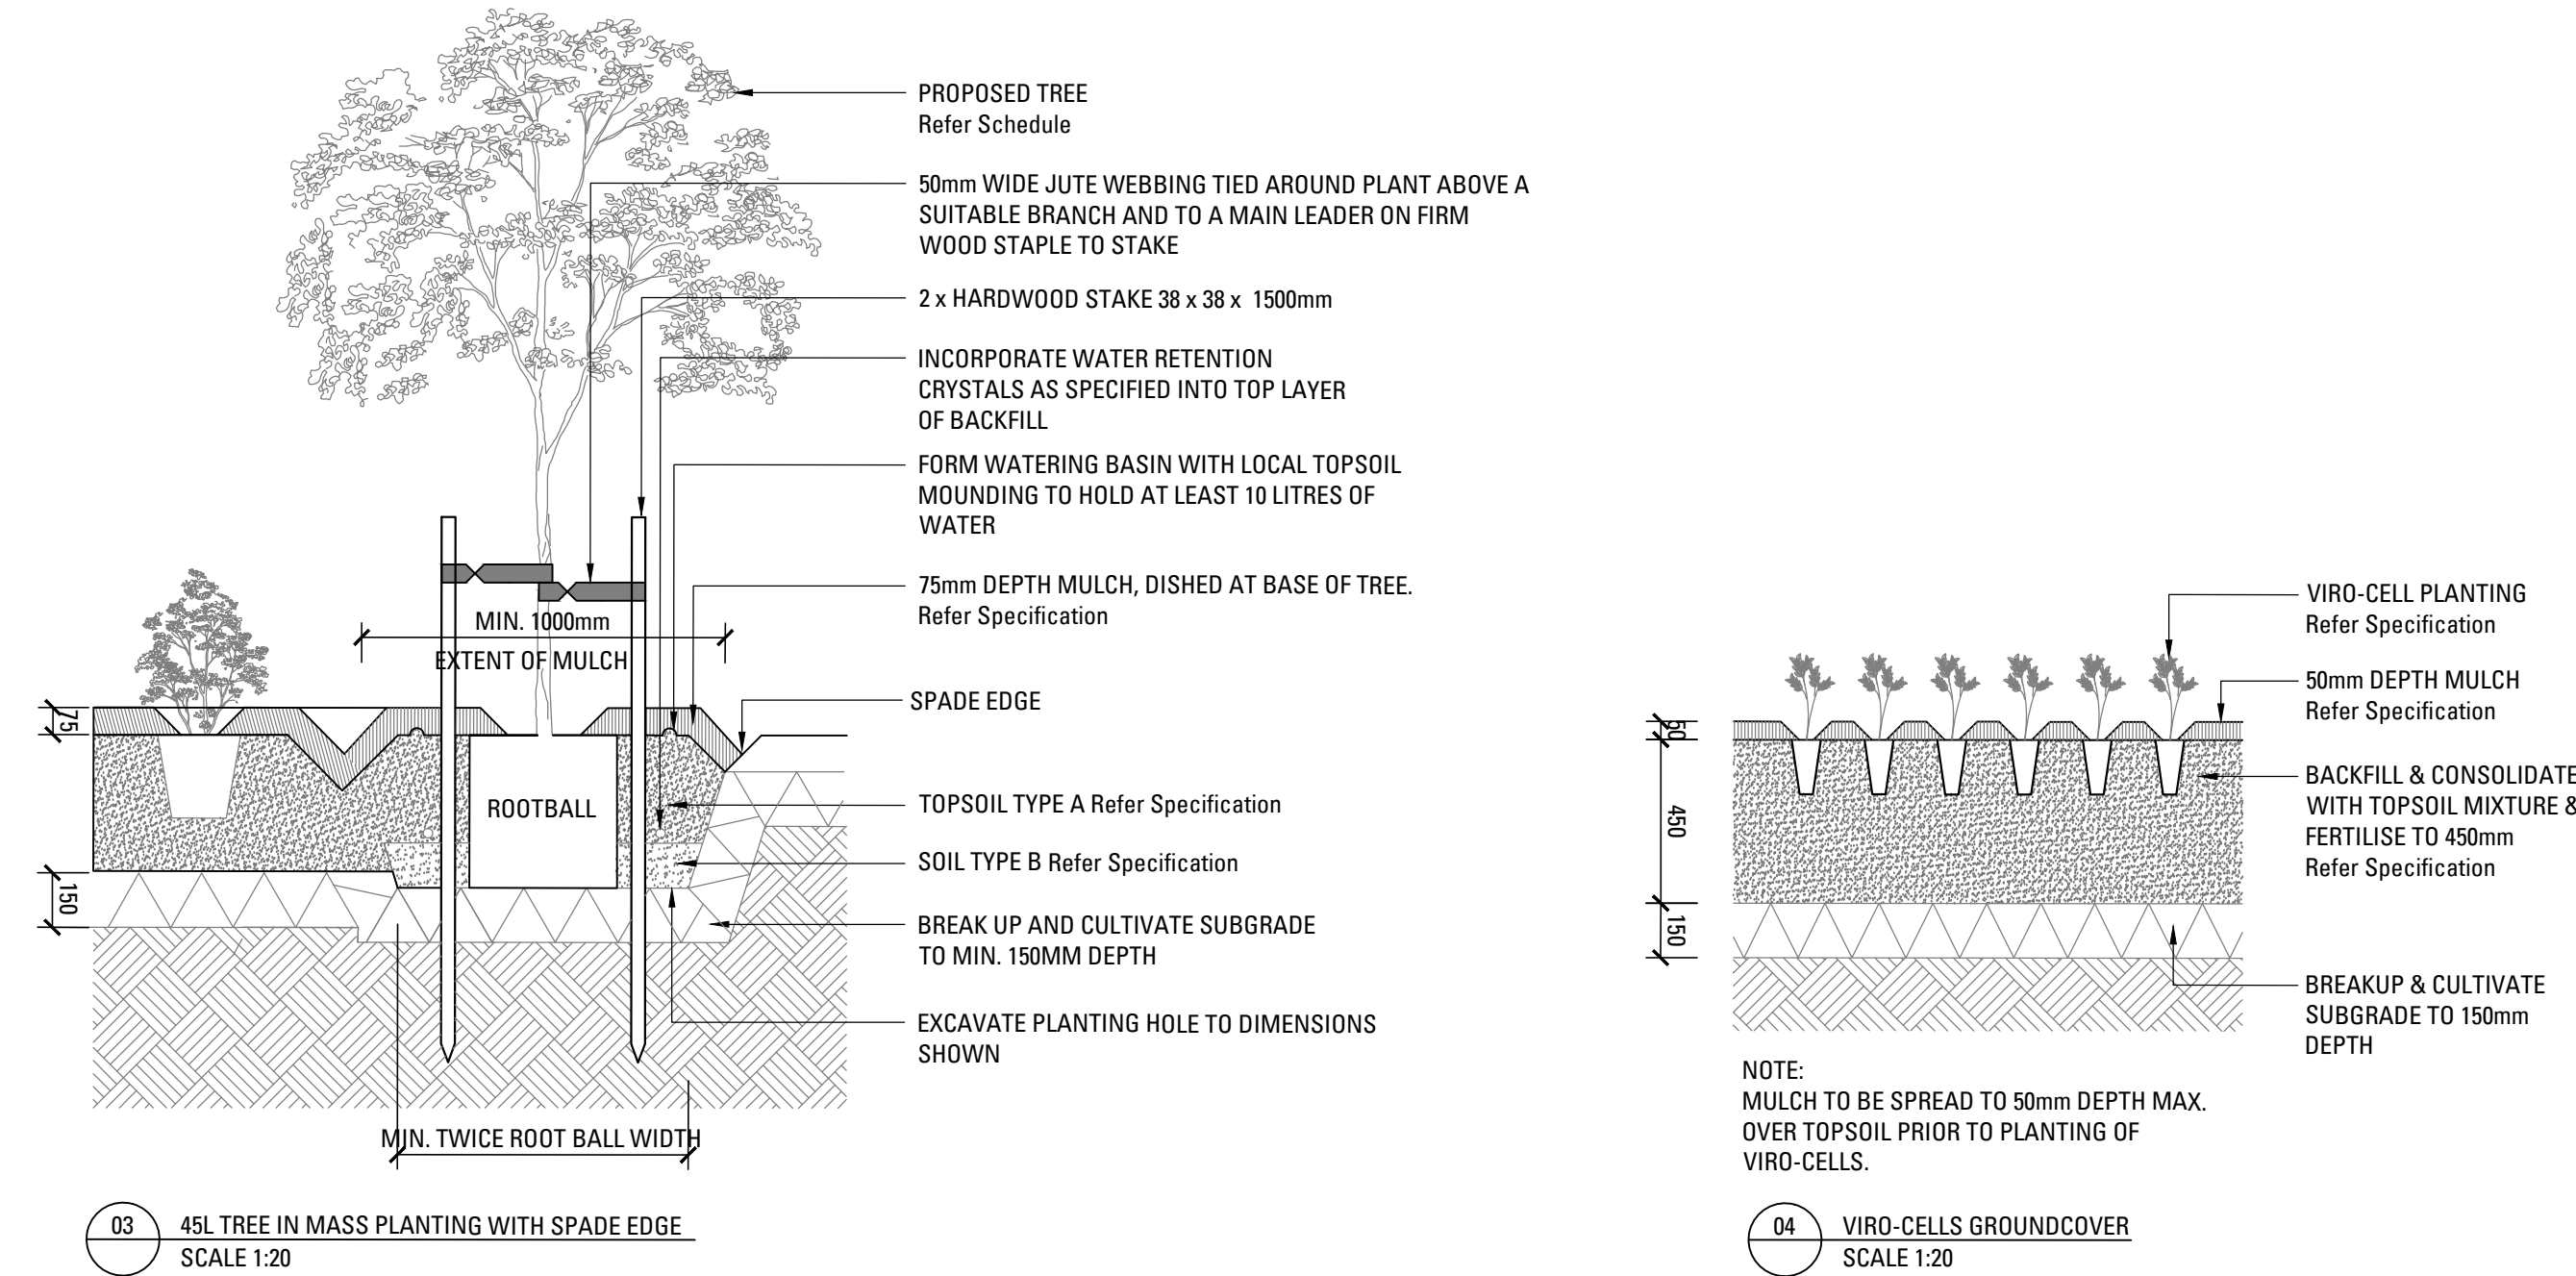 PROPOSED TREE
Refer Schedule
50mm WIDE JUTE WEBBING TIED AROUND PLANT ABOVE A
SUITABLE BRANCH AND TO A MAIN LEADER ON FIRM
WOOD STAPLE TO STAKE
2 x HARDWOOD STAKE 38 x 38 x 1500mm
INCORPORATE WATER RETENTION
CRYSTALS AS SPECIFIED INTO TOP LAYER
OF BACKFILL
FORM WATERING BASIN WITH LOCAL TOPSOIL
MOUNDING TO HOLD AT LEAST 10 LITRES OF
WATER
75mm DEPTH MULCH, DISHED AT BASE OF TREE.
Refer Specification
SPADE EDGE
TOPSOIL TYPE A Refer Specification
SOIL TYPE B Refer Specification
BREAK UP AND CULTIVATE SUBGRADE
TO MIN. 150MM DEPTH
EXCAVATE PLANTING HOLE TO DIMENSIONS
SHOWN
MIN. 1000mm
EXTENT OF MULCH
75
ROOTBALL
150
MIN. TWICE ROOT BALL WIDTH
03
45L TREE IN MASS PLANTING WITH SPADE EDGE
SCALE 1:20
VIRO-CELL PLANTING
Refer Specification
50mm DEPTH MULCH
Refer Specification
BACKFILL & CONSOLIDATE
WITH TOPSOIL MIXTURE &
FERTILISE TO 450mm
Refer Specification
BREAKUP & CULTIVATE
SUBGRADE TO 150mm
DEPTH
50
450
150
NOTE:
MULCH TO BE SPREAD TO 50mm DEPTH MAX.
OVER TOPSOIL PRIOR TO PLANTING OF
VIRO-CELLS.
04
VIRO-CELLS GROUNDCOVER
SCALE 1:20